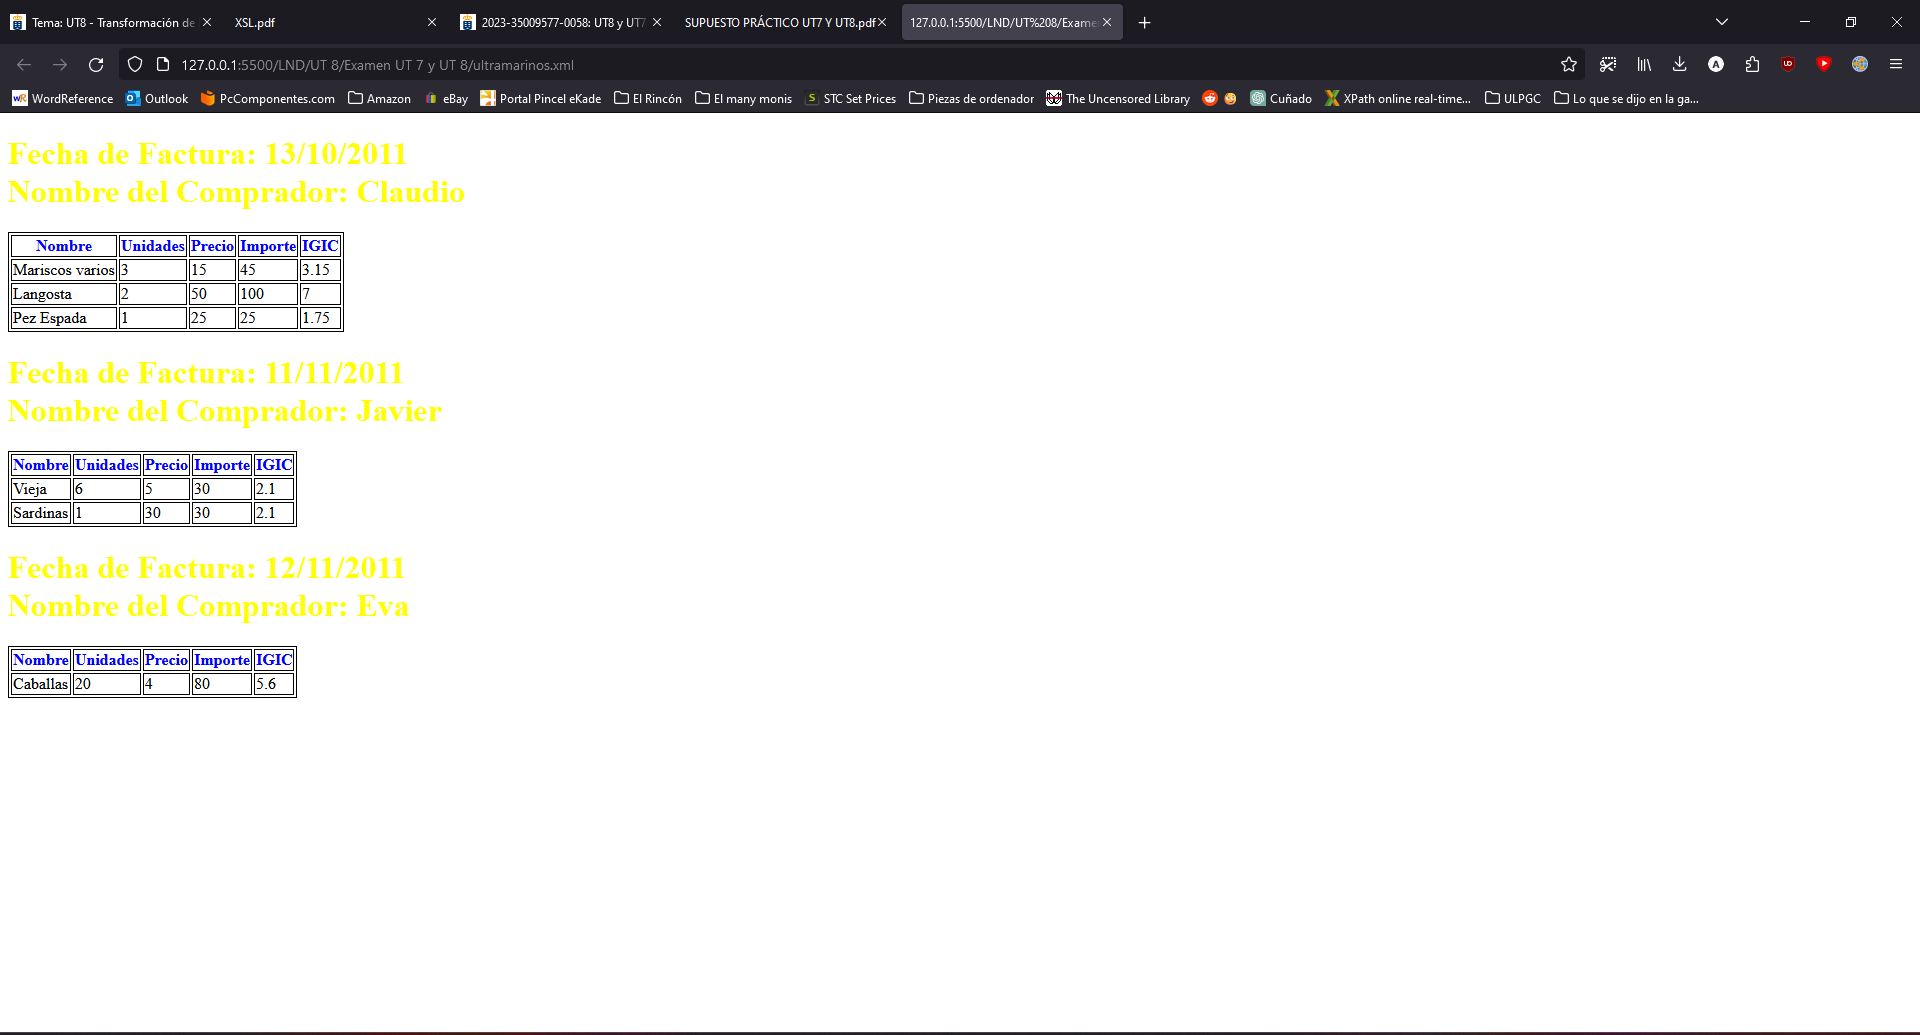 Tema: UT8 - Transformación de
XSL.pdf
2023-35009577-0058: UT8 y UT7
SUPUESTO PRÁCTICO UT7 Y UT8.pdf
127.0.0.1:5500/LND/UT%208/Exame
127.0.0.1:5500/LND/UT 8/Examen UT 7 y UT 8/ultramarinos.xml
WordReference Outlook PcComponentes.com Amazon eBay Portal Pincel eKade El Rincón El many monis STC Set Prices Piezas de ordenador The Uncensored Library Cuñado XPath online real-time... ULPGC Lo que se dijo en la ga...
Fecha de Factura: 13/10/2011
Nombre del Comprador: Claudio
Nombre Unidades Precio Importe IGIC
Mariscos varios 3 15 45 3.15
Langosta 2 50 100 7
Pez Espada 1 25 25 1.75
Fecha de Factura: 11/11/2011
Nombre del Comprador: Javier
Nombre Unidades Precio Importe IGIC
Vieja 6 5 30 2.1
Sardinas 1 30 30 2.1
Fecha de Factura: 12/11/2011
Nombre del Comprador: Eva
Nombre Unidades Precio Importe IGIC
Caballas 20 4 80 5.6